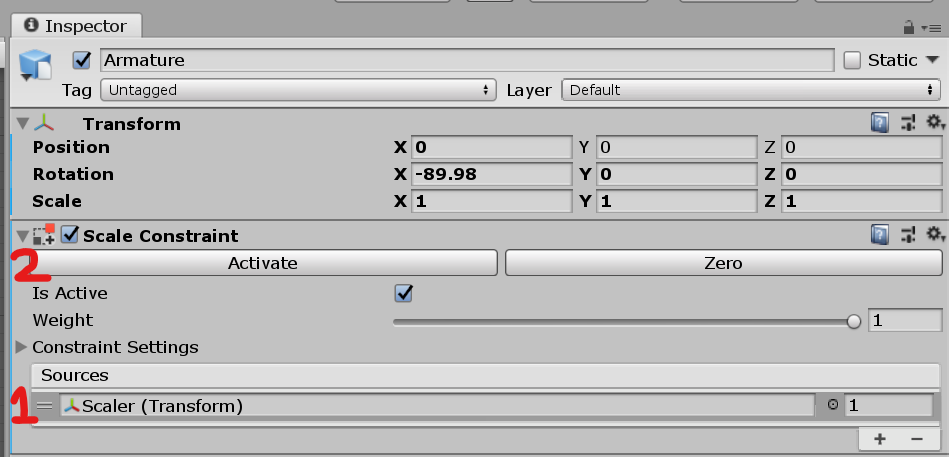 Inspector
Armature Static
Tag Untagged Layer Default
Transform
Position X 0 Y 0 Z 0
Rotation X -89.98 Y 0 Z 0
Scale X 1 Y 1 Z 1
Scale Constraint
2 Activate Zero
Is Active
Weight 1
Constraint Settings
Sources
1 Scaler (Transform) 1
+ −